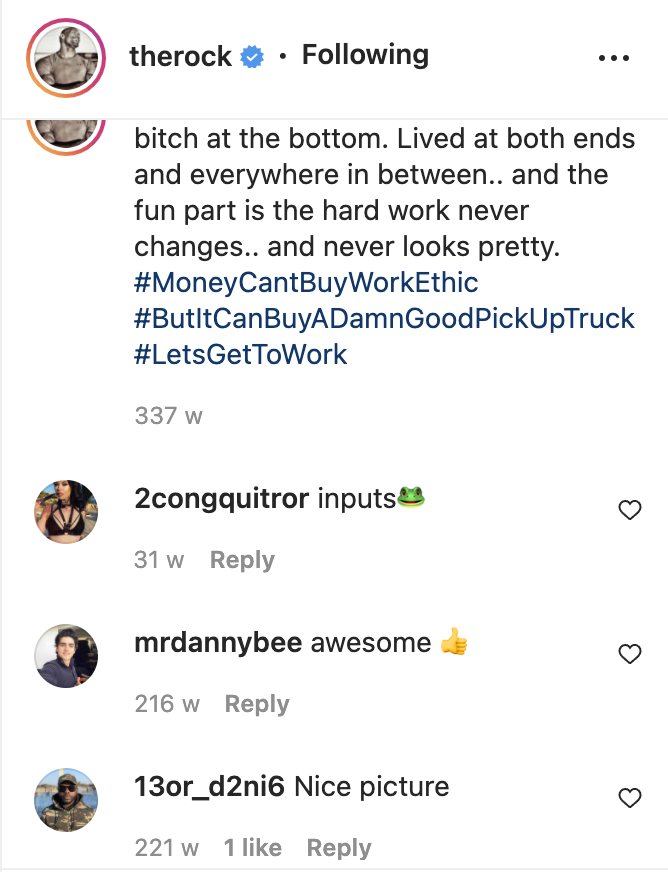 therock • Following
bitch at the bottom. Lived at both ends
and everywhere in between.. and the
fun part is the hard work never
changes.. and never looks pretty.
#MoneyCantBuyWorkEthic
#ButItCanBuyADamnGoodPickUpTruck
#LetsGetToWork
337 w
2congquitror inputs🐸
31 w Reply
mrdannybee awesome 👍
216 w Reply
13or_d2ni6 Nice picture
221 w 1 like Reply